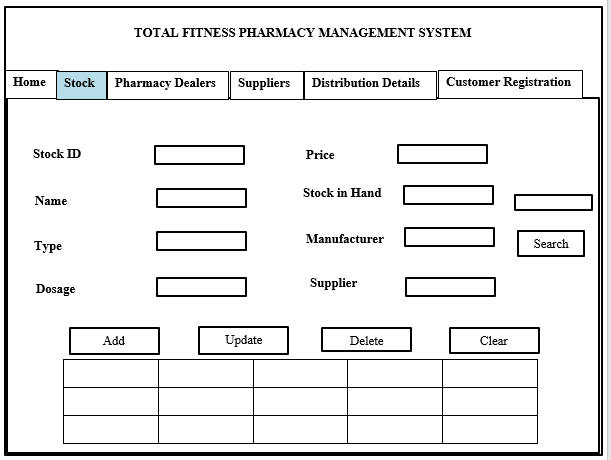 TOTAL FITNESS PHARMACY MANAGEMENT SYSTEM
Home Stock Pharmacy Dealers Suppliers Distribution Details Customer Registration
Stock ID Price
Name Stock in Hand
Type Manufacturer Search
Dosage Supplier
Add Update Delete Clear